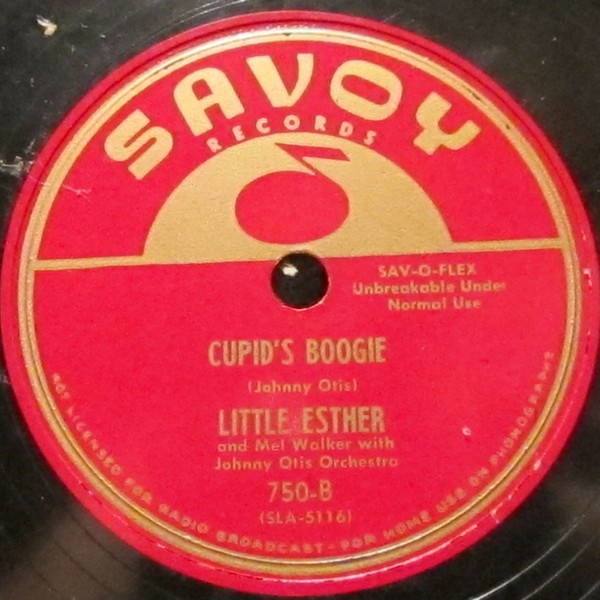 SAVOY
RECORDS
SAV-O-FLEX
Unbreakable Under
Normal Use
CUPID'S BOOGIE
(Johnny Otis)
LITTLE ESTHER
and Mel Walker with
Johnny Otis Orchestra
750-B
(SLA-5116)
NOT LICENSED FOR RADIO BROADCAST - FOR HOME USE ON PHONOGRAPHS